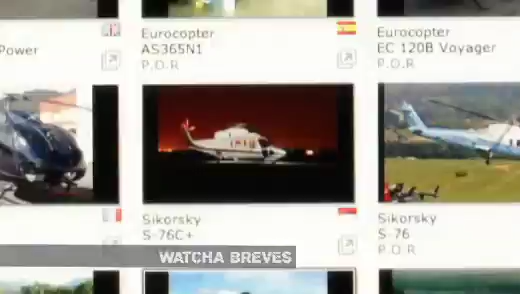 Power
Eurocopter
AS365N1
P.O.R
Eurocopter
EC 120B Voyager
P.O.R
Sikorsky
S-76C+
Sikorsky
S-76
P.O.R
WATCHA BREVES